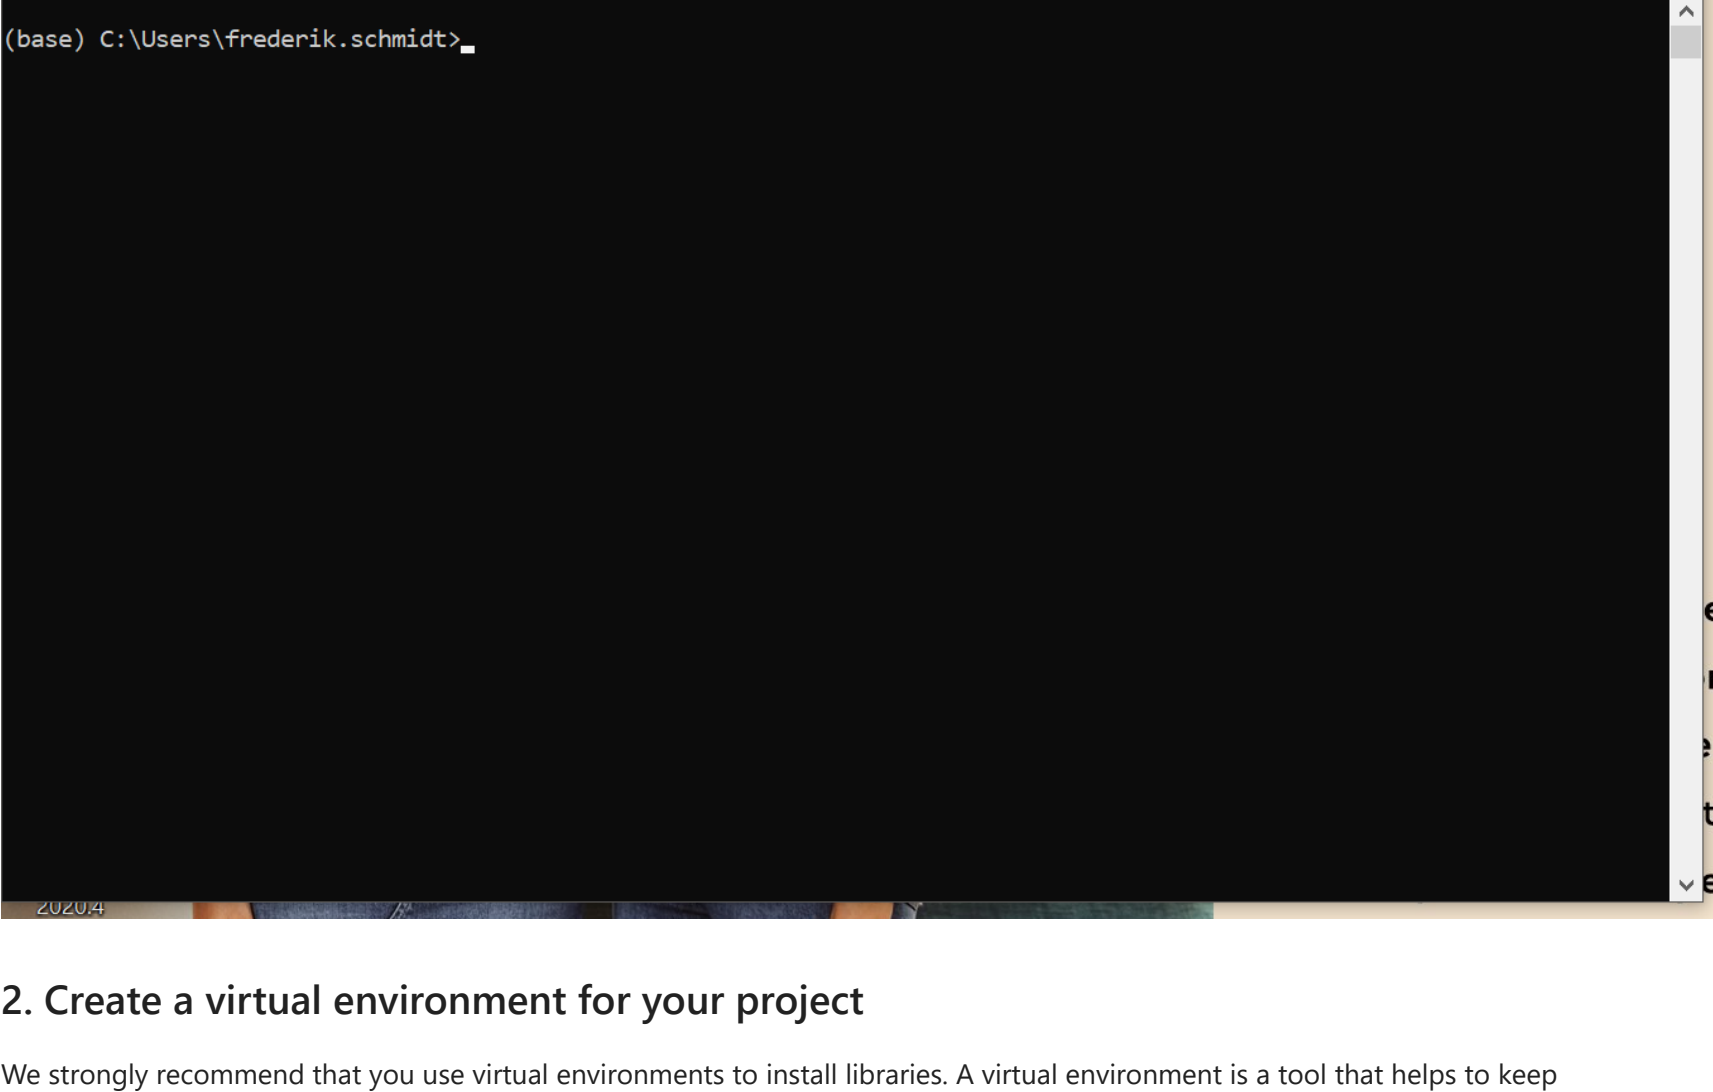 (base) C:\Users\frederik.schmidt>
2020.4
2. Create a virtual environment for your project
We strongly recommend that you use virtual environments to install libraries. A virtual environment is a tool that helps to keep